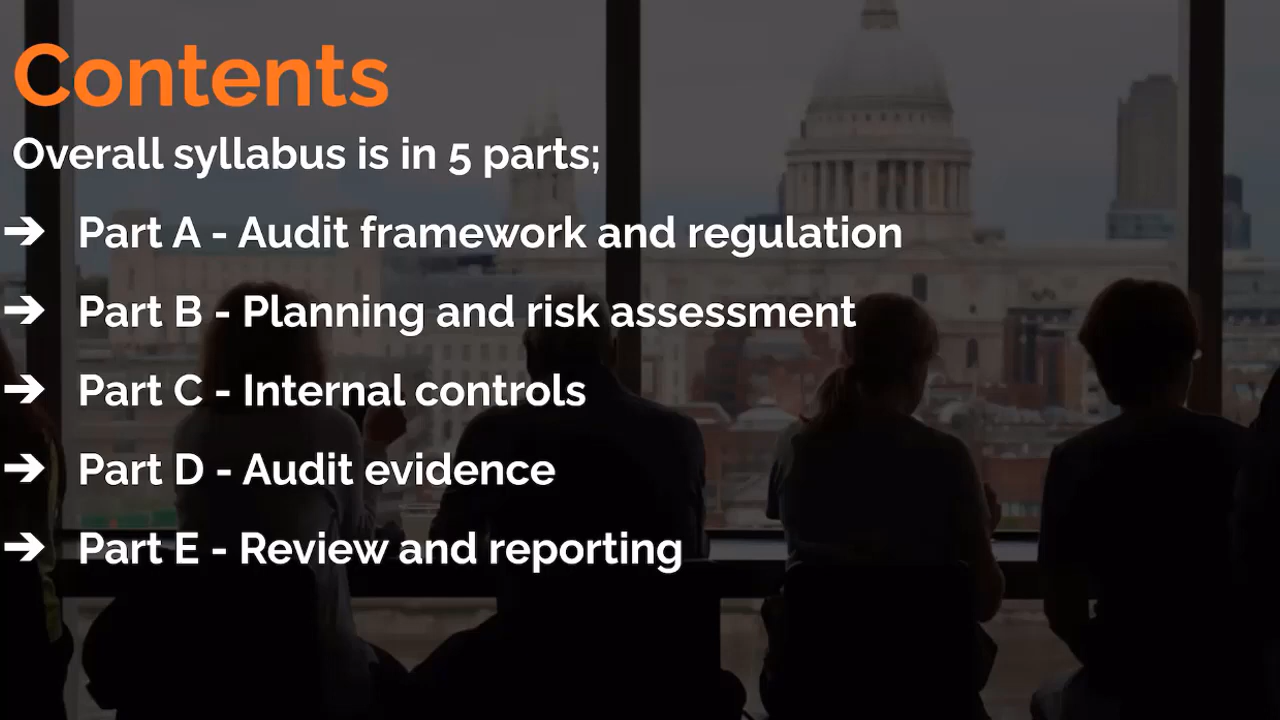 Contents
Overall syllabus is in 5 parts;
➔ Part A - Audit framework and regulation
➔ Part B - Planning and risk assessment
➔ Part C - Internal controls
➔ Part D - Audit evidence
➔ Part E - Review and reporting